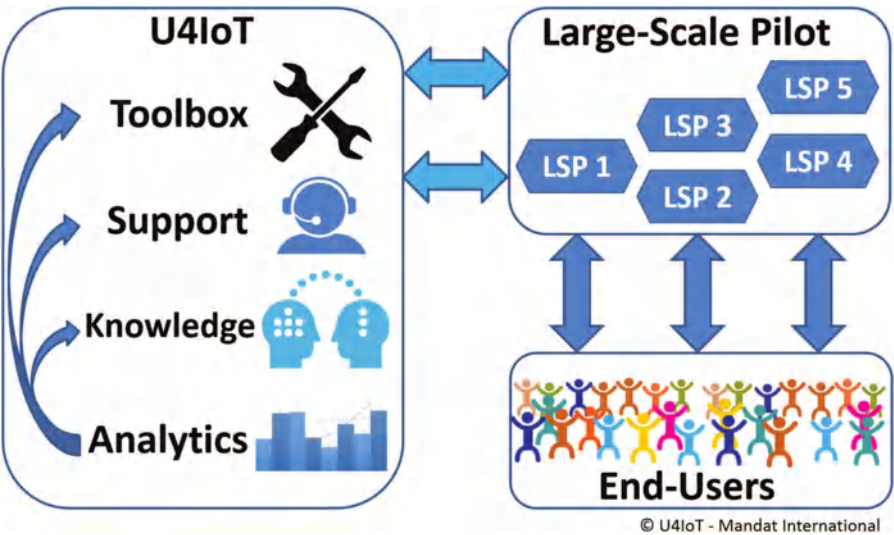 U4IoT
Toolbox
Support
Knowledge
Analytics
Large-Scale Pilot
LSP 5
LSP 3
LSP 1
LSP 4
LSP 2
End-Users
© U4IoT - Mandat International